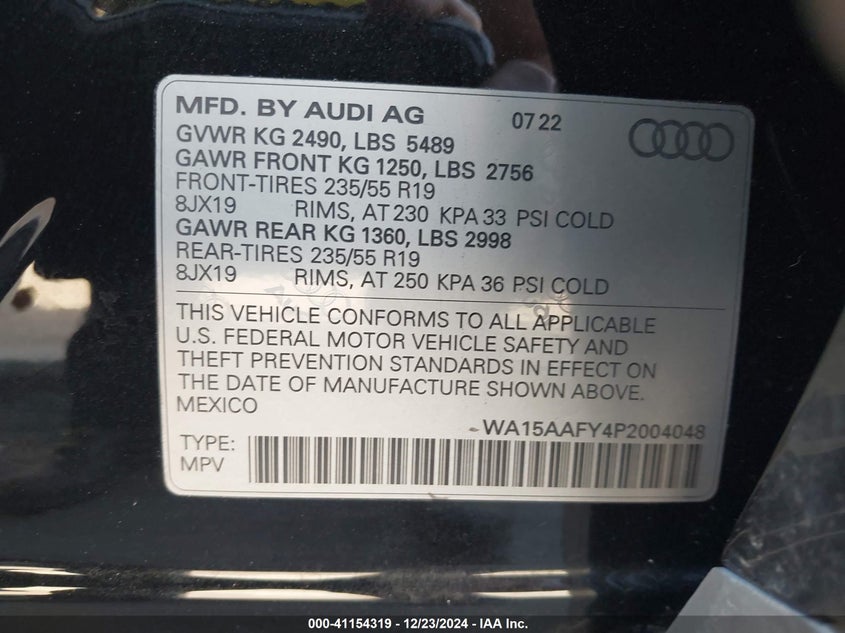 MFD. BY AUDI AG 07 22
GVWR KG 2490, LBS 5489
GAWR FRONT KG 1250, LBS 2756
FRONT-TIRES 235/55 R19
8JX19 RIMS, AT 230 KPA 33 PSI COLD
GAWR REAR KG 1360, LBS 2998
REAR-TIRES 235/55 R19
8JX19 RIMS, AT 250 KPA 36 PSI COLD
THIS VEHICLE CONFORMS TO ALL APPLICABLE
U.S. FEDERAL MOTOR VEHICLE SAFETY AND
THEFT PREVENTION STANDARDS IN EFFECT ON
THE DATE OF MANUFACTURE SHOWN ABOVE.
MEXICO
WA15AAFY4P2004048
TYPE:
MPV
000-41154319 - 12/23/2024 - IAA Inc.